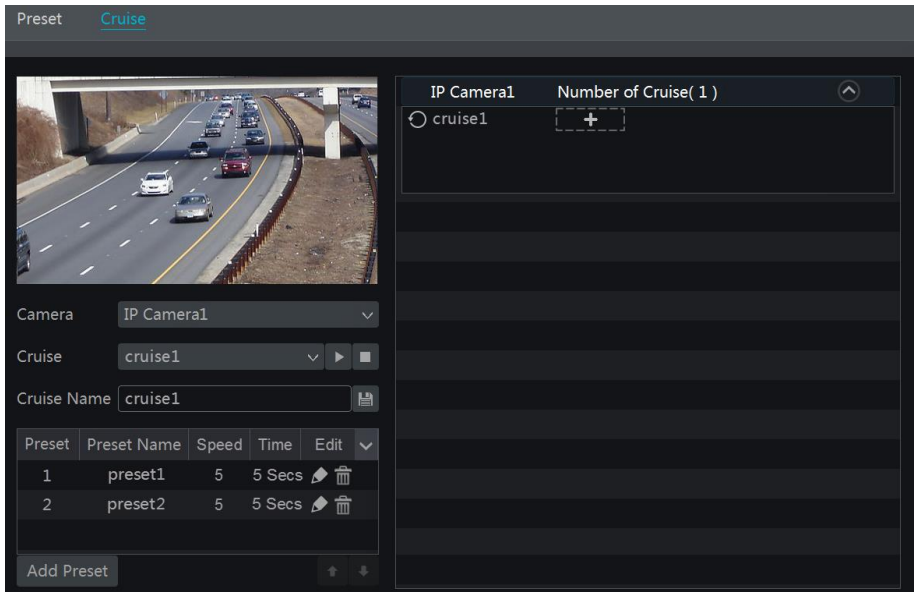 Preset Cruise
Camera IP Camera1
Cruise cruise1
Cruise Name cruise1
Preset Preset Name Speed Time Edit
1 preset1 5 5 Secs
2 preset2 5 5 Secs
Add Preset
IP Camera1 Number of Cruise( 1 )
cruise1 +